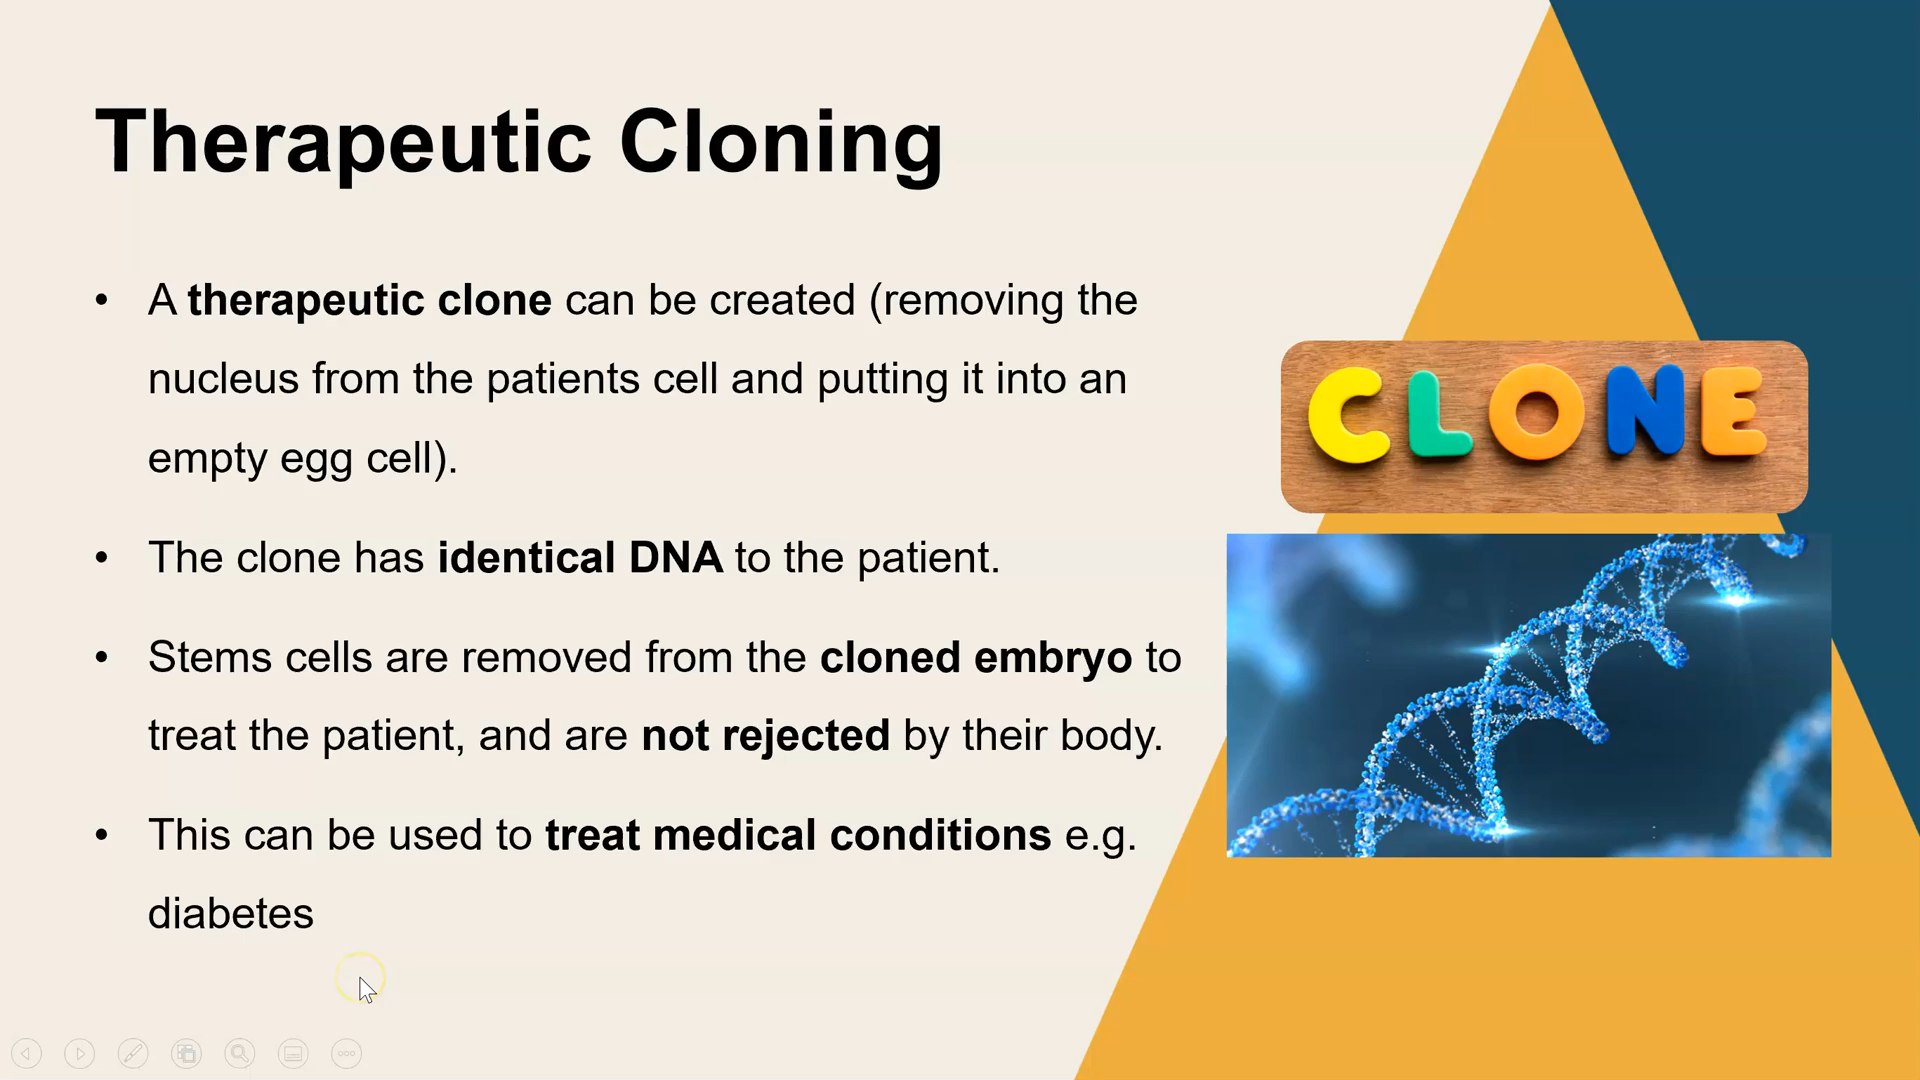 Therapeutic Cloning
• A therapeutic clone can be created (removing the
nucleus from the patients cell and putting it into an
empty egg cell).
• The clone has identical DNA to the patient.
• Stems cells are removed from the cloned embryo to
treat the patient, and are not rejected by their body.
• This can be used to treat medical conditions e.g.
diabetes
CLONE